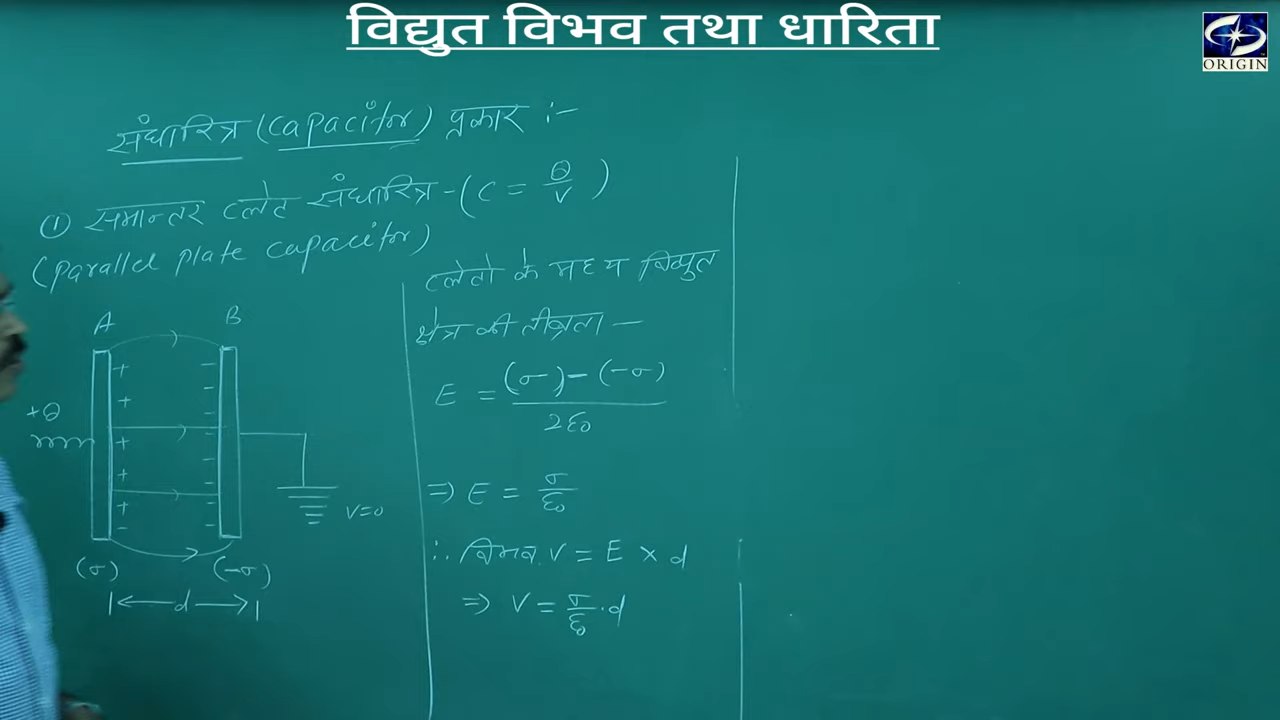 विद्युत विभव तथा धारिता
ORIGIN
संधारित्र (Capacitor) प्रकार :-
① समान्तर प्लेट संधारित्र - (C = Q/V)
(Parallel plate capacitor)
A B
+Q
V=0
(σ) (-σ)
d
प्लेटो के मध्य विद्युत
क्षेत्र की तीव्रता —
E = (σ) - (-σ) / 2ε₀
⇒ E = σ/ε₀
∴ विभव. V = E × d
⇒ V = σ/ε₀ . d